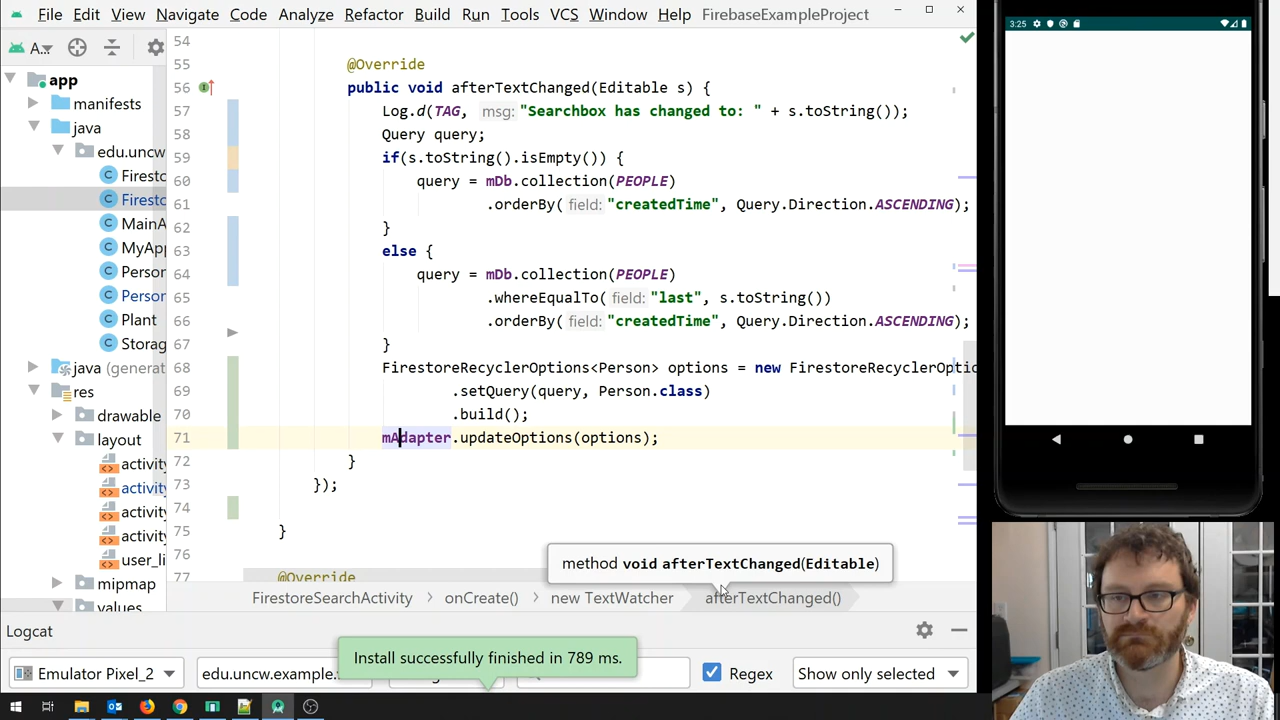 File Edit View Navigate Code Analyze Refactor Build Run Tools VCS Window Help FirebaseExampleProject
A...
app
manifests
java
edu.uncw
Firesto
Firesto
MainA
MyApp
Person
Person
Plant
Storag
java (generat
res
drawable
layout
activity
activity
activity
activity
user_li
mipmap
values
54
55 @Override
56 public void afterTextChanged(Editable s) {
57 Log.d(TAG, msg: "Searchbox has changed to: " + s.toString());
58 Query query;
59 if(s.toString().isEmpty()) {
60 query = mDb.collection(PEOPLE)
61 .orderBy( field: "createdTime", Query.Direction.ASCENDING);
62 }
63 else {
64 query = mDb.collection(PEOPLE)
65 .whereEqualTo( field: "last", s.toString())
66 .orderBy( field: "createdTime", Query.Direction.ASCENDING);
67 }
68 FirestoreRecyclerOptions<Person> options = new FirestoreRecyclerOptio
69 .setQuery(query, Person.class)
70 .build();
71 mAdapter.updateOptions(options);
72 }
73 });
74
75 }
76
77 @Override
method void afterTextChanged(Editable)
FirestoreSearchActivity onCreate() new TextWatcher afterTextChanged()
Logcat
Install successfully finished in 789 ms.
Emulator Pixel_2 edu.uncw.example. Regex Show only selected
3:25